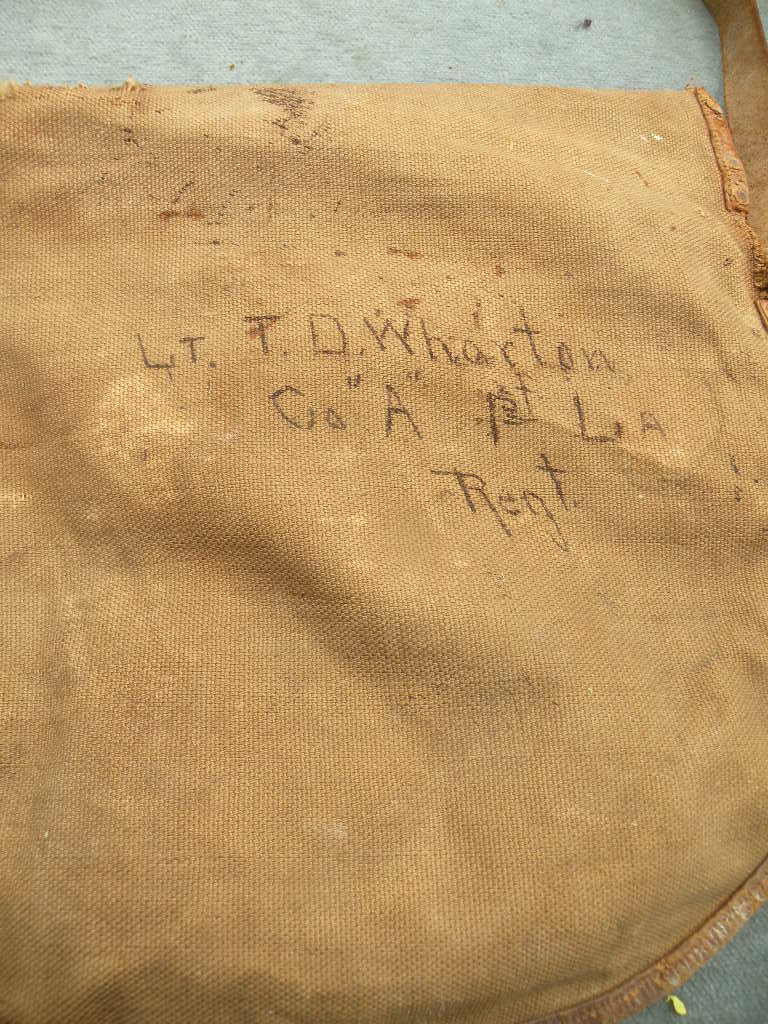 LT. T. D. Wharton
Co "A" 1st LA
Regt.